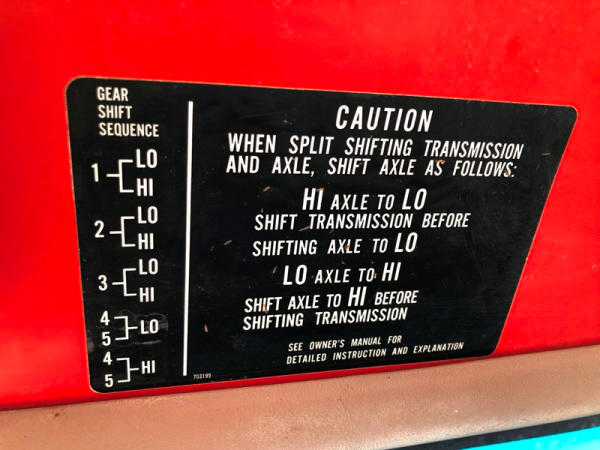 GEAR
SHIFT
SEQUENCE
1 LO
HI
2 LO
HI
3 LO
HI
4
5 LO
4
5 HI
CAUTION
WHEN SPLIT SHIFTING TRANSMISSION
AND AXLE, SHIFT AXLE AS FOLLOWS:
HI AXLE TO LO
SHIFT TRANSMISSION BEFORE
SHIFTING AXLE TO LO
LO AXLE TO HI
SHIFT AXLE TO HI BEFORE
SHIFTING TRANSMISSION
SEE OWNER'S MANUAL FOR
DETAILED INSTRUCTION AND EXPLANATION
703199